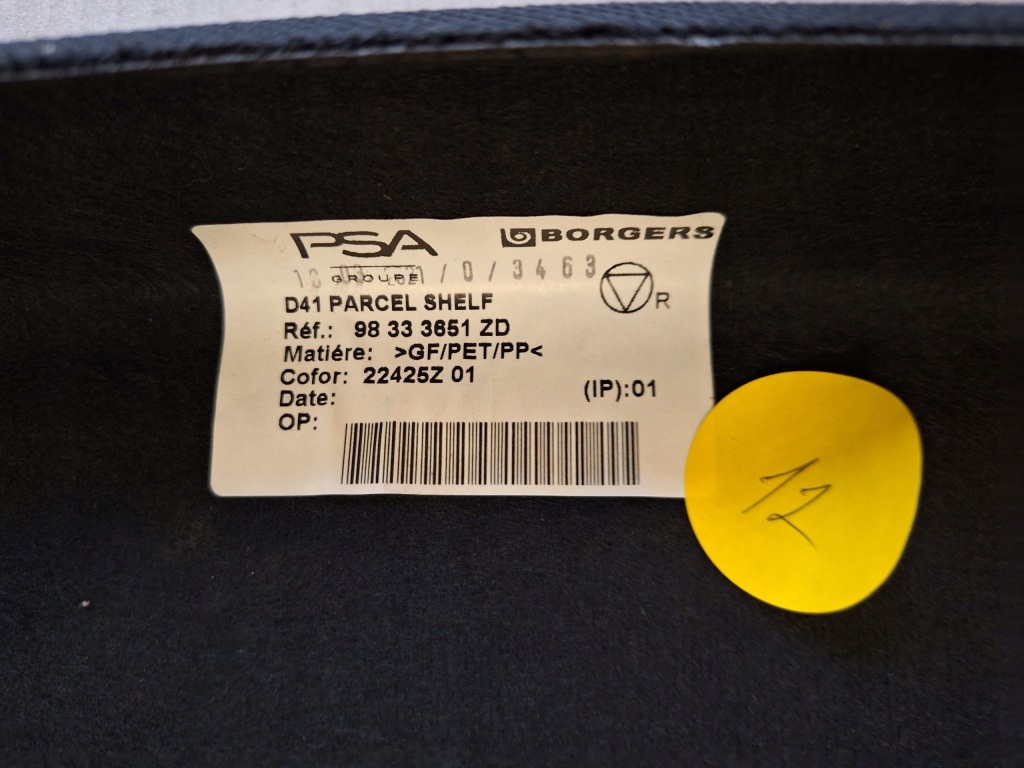 PSA
GROUPE
BORGERS
/ 0 / 3463
R
D41 PARCEL SHELF
Réf.: 98 33 3651 ZD
Matiére: >GF/PET/PP<
Cofor: 22425Z 01
Date:
(IP):01
OP:
12